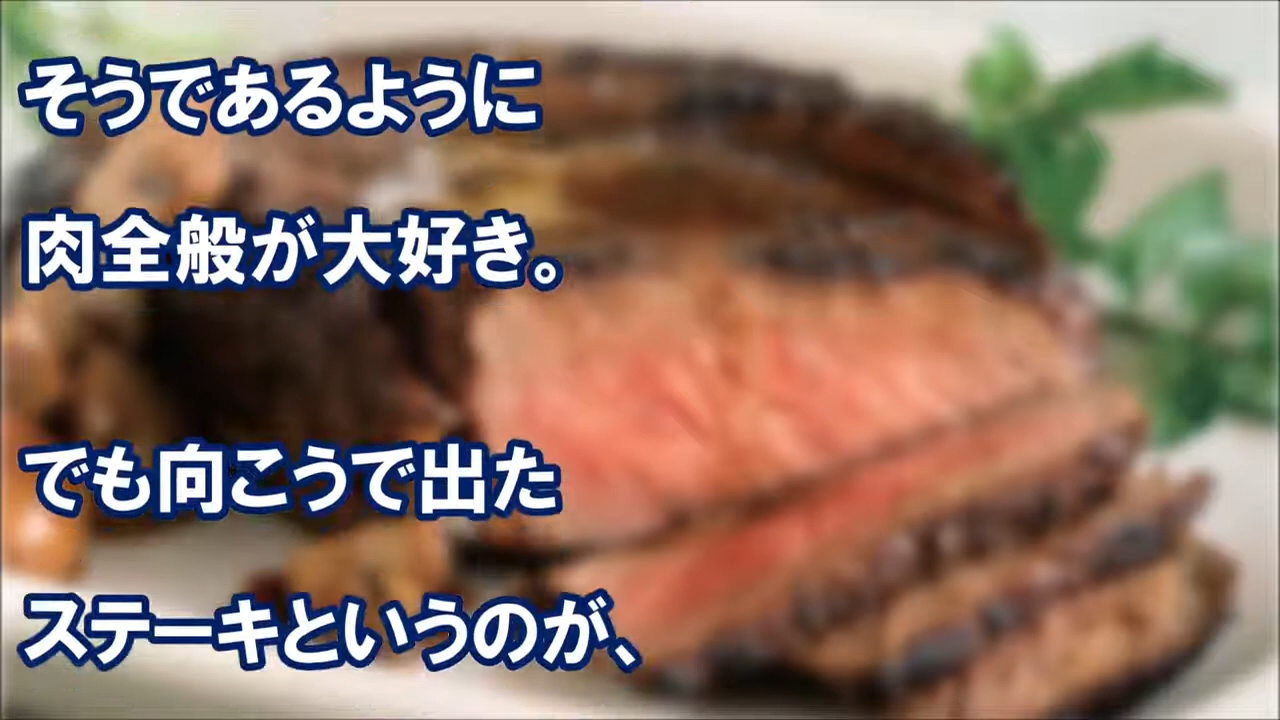 そうであるように
肉全般が大好き。
でも向こうで出た
ステーキというのが、